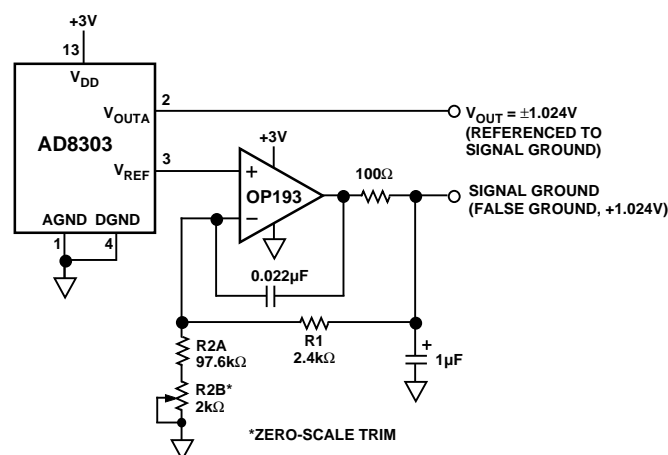 +3V
13
VDD
2
VOUTA
VOUT = ±1.024V
(REFERENCED TO
SIGNAL GROUND)
AD8303
+3V
VREF
3
100Ω
+
OP193
−
SIGNAL GROUND
(FALSE GROUND, +1.024V)
AGND DGND
1
4
0.022μF
R1
2.4kΩ
+
1μF
R2A
97.6kΩ
R2B*
2kΩ
*ZERO-SCALE TRIM